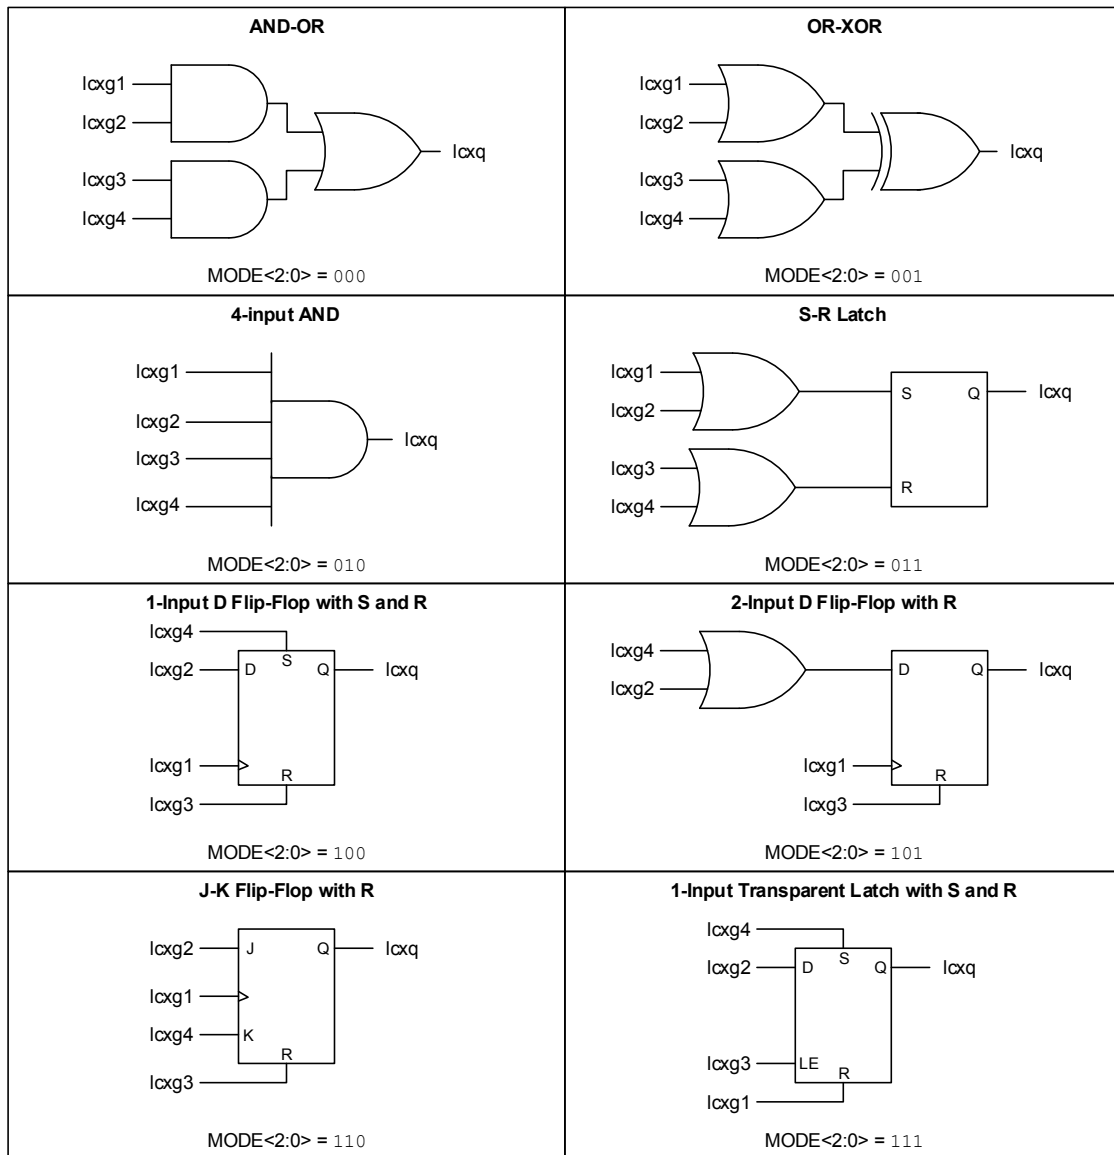 AND-OR
lcxg1
lcxg2
lcxg3
lcxg4
lcxq
MODE<2:0> = 000
OR-XOR
lcxg1
lcxg2
lcxg3
lcxg4
lcxq
MODE<2:0> = 001
4-input AND
lcxg1
lcxg2
lcxg3
lcxg4
lcxq
MODE<2:0> = 010
S-R Latch
lcxg1
lcxg2
lcxg3
lcxg4
S
Q
R
lcxq
MODE<2:0> = 011
1-Input D Flip-Flop with S and R
lcxg4
lcxg2
D
S
Q
lcxq
lcxg1
R
lcxg3
MODE<2:0> = 100
2-Input D Flip-Flop with R
lcxg4
lcxg2
D
Q
lcxq
lcxg1
R
lcxg3
MODE<2:0> = 101
J-K Flip-Flop with R
lcxg2
J
Q
lcxq
lcxg1
lcxg4
K
R
lcxg3
MODE<2:0> = 110
1-Input Transparent Latch with S and R
lcxg4
lcxg2
D
S
Q
lcxq
lcxg3
LE
R
lcxg1
MODE<2:0> = 111